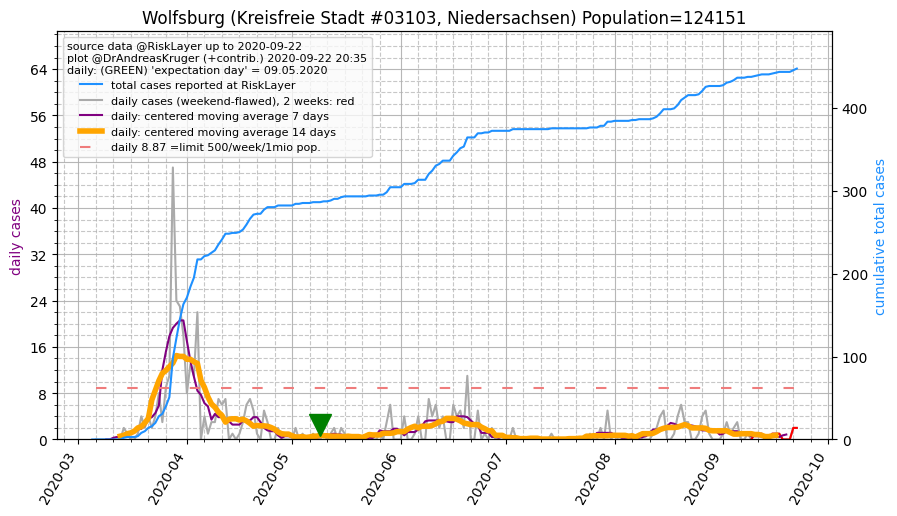 Wolfsburg (Kreisfreie Stadt #03103, Niedersachsen) Population=124151
source data @RiskLayer up to 2020-09-22
plot @DrAndreasKruger (+contrib.) 2020-09-22 20:35
daily: (GREEN) 'expectation day' = 09.05.2020
total cases reported at RiskLayer
daily cases (weekend-flawed), 2 weeks: red
daily: centered moving average 7 days
daily: centered moving average 14 days
daily 8.87 =limit 500/week/1mio pop.
daily cases
64
56
48
40
32
24
16
8
0
cumulative total cases
400
300
200
100
0
2020-03
2020-04
2020-05
2020-06
2020-07
2020-08
2020-09
2020-10